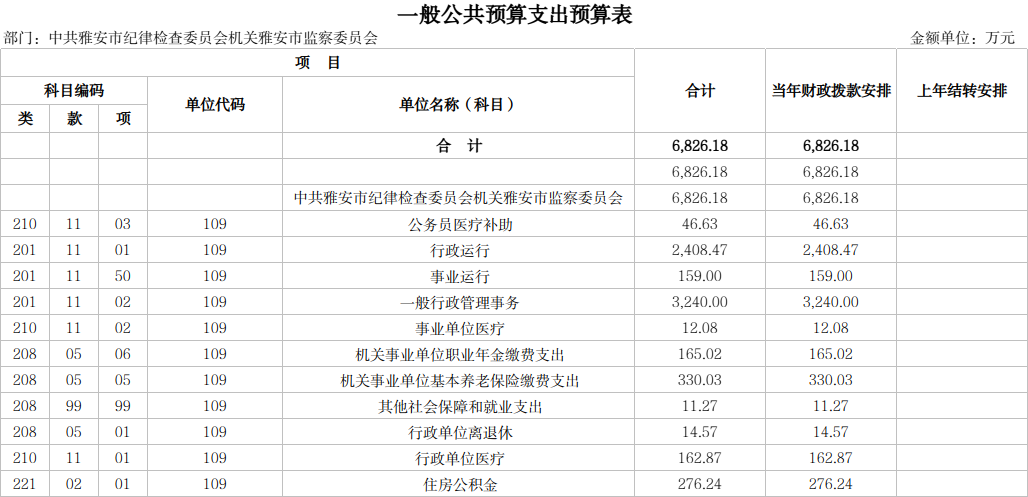 一般公共预算支出预算表
部门：中共雅安市纪律检查委员会机关雅安市监察委员会 金额单位：万元
项 目
科目编码 单位代码 单位名称（科目） 合计 当年财政拨款安排 上年结转安排
类 款 项
合 计 6,826.18 6,826.18
6,826.18 6,826.18
中共雅安市纪律检查委员会机关雅安市监察委员会 6,826.18 6,826.18
210 11 03 109 公务员医疗补助 46.63 46.63
201 11 01 109 行政运行 2,408.47 2,408.47
201 11 50 109 事业运行 159.00 159.00
201 11 02 109 一般行政管理事务 3,240.00 3,240.00
210 11 02 109 事业单位医疗 12.08 12.08
208 05 06 109 机关事业单位职业年金缴费支出 165.02 165.02
208 05 05 109 机关事业单位基本养老保险缴费支出 330.03 330.03
208 99 99 109 其他社会保障和就业支出 11.27 11.27
208 05 01 109 行政单位离退休 14.57 14.57
210 11 01 109 行政单位医疗 162.87 162.87
221 02 01 109 住房公积金 276.24 276.24